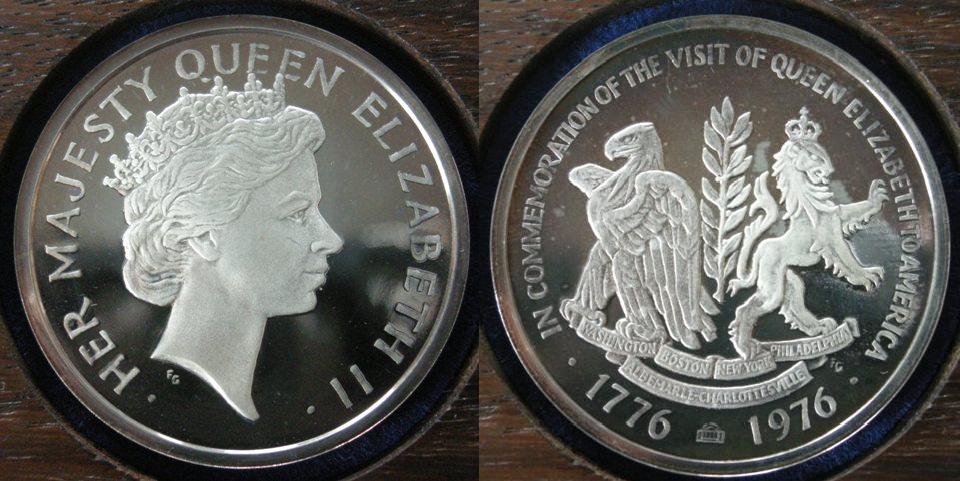 · HER MAJESTY QUEEN ELIZABETH II ·
FG
IN COMMEMORATION OF THE VISIT OF QUEEN ELIZABETH TO AMERICA
WASHINGTON BOSTON NEW YORK PHILADELPHIA
ALBEMARLE-CHARLOTTESVILLE
FG
· 1776 1976 ·